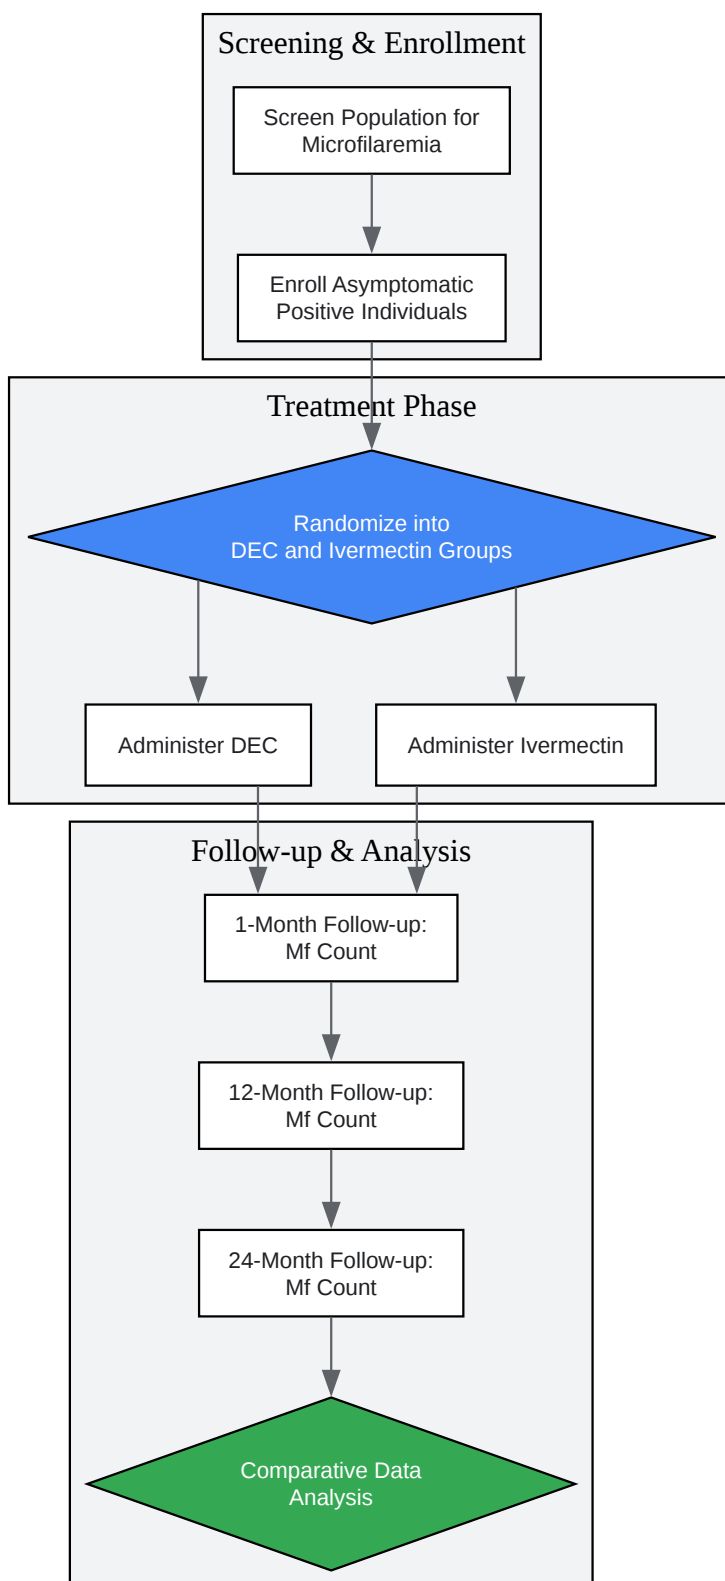 Screening & Enrollment
Screen Population for
Microfilaremia
Enroll Asymptomatic
Positive Individuals
Treatment Phase
Randomize into
DEC and Ivermectin Groups
Administer DEC
Administer Ivermectin
Follow-up & Analysis
1-Month Follow-up:
Mf Count
12-Month Follow-up:
Mf Count
24-Month Follow-up:
Mf Count
Comparative Data
Analysis